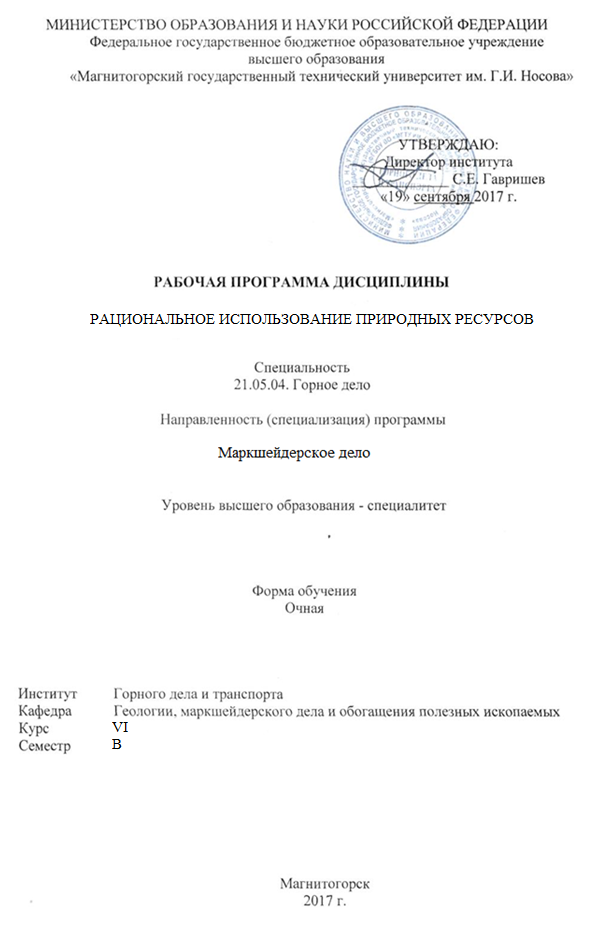 МИНИСТЕРСТВО ОБРАЗОВАНИЯ И НАУКИ РОССИЙСКОЙ ФЕДЕРАЦИИ
Федеральное государственное бюджетное образовательное учреждение
высшего образования
«Магнитогорский государственный технический университет им. Г.И. Носова»
УТВЕРЖДАЮ:
Директор института
С.Е. Гавришев
«19» сентября 2017 г.
РАБОЧАЯ ПРОГРАММА ДИСЦИПЛИНЫ
РАЦИОНАЛЬНОЕ ИСПОЛЬЗОВАНИЕ ПРИРОДНЫХ РЕСУРСОВ
Специальность
21.05.04. Горное дело
Направленность (специализация) программы
Маркшейдерское дело
Уровень высшего образования - специалитет
Форма обучения
Очная
Институт Горного дела и транспорта
Кафедра Геологии, маркшейдерского дела и обогащения полезных ископаемых
Курс VI
Семестр В
Магнитогорск
2017 г.